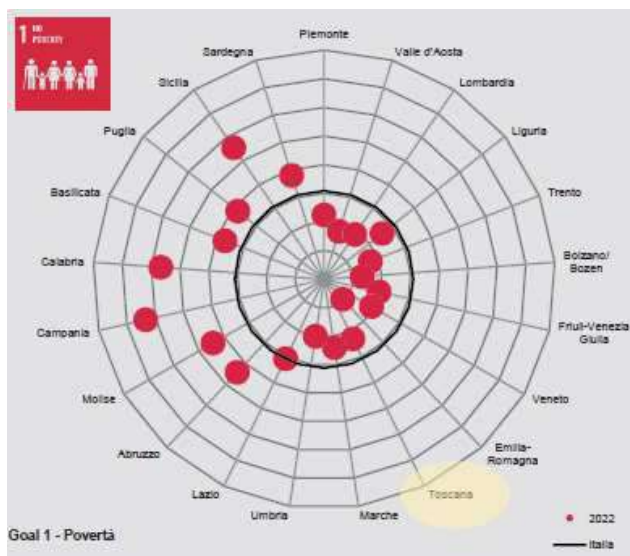 1 NO
POVERTY
Piemonte
Valle d'Aosta
Lombardia
Liguria
Trento
Bolzano/
Bozen
Friuli-Venezia
Giulia
Veneto
Emilia-
Romagna
Toscana
Marche
Umbria
Lazio
Abruzzo
Molise
Campania
Calabria
Basilicata
Puglia
Sicilia
Sardegna
2022
Italia
Goal 1 - Povertà